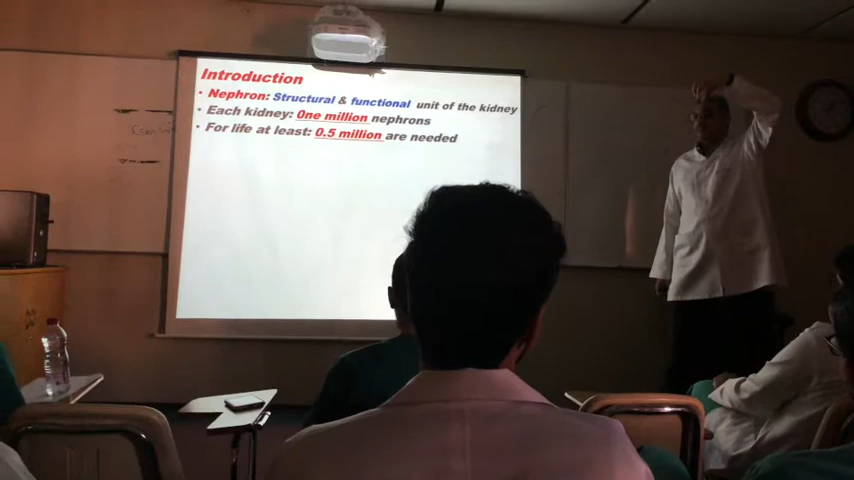 Introduction
• Nephron: Structural & functional unit of the kidney
• Each kidney: One million nephrons
• For life at least: 0.5 million are needed